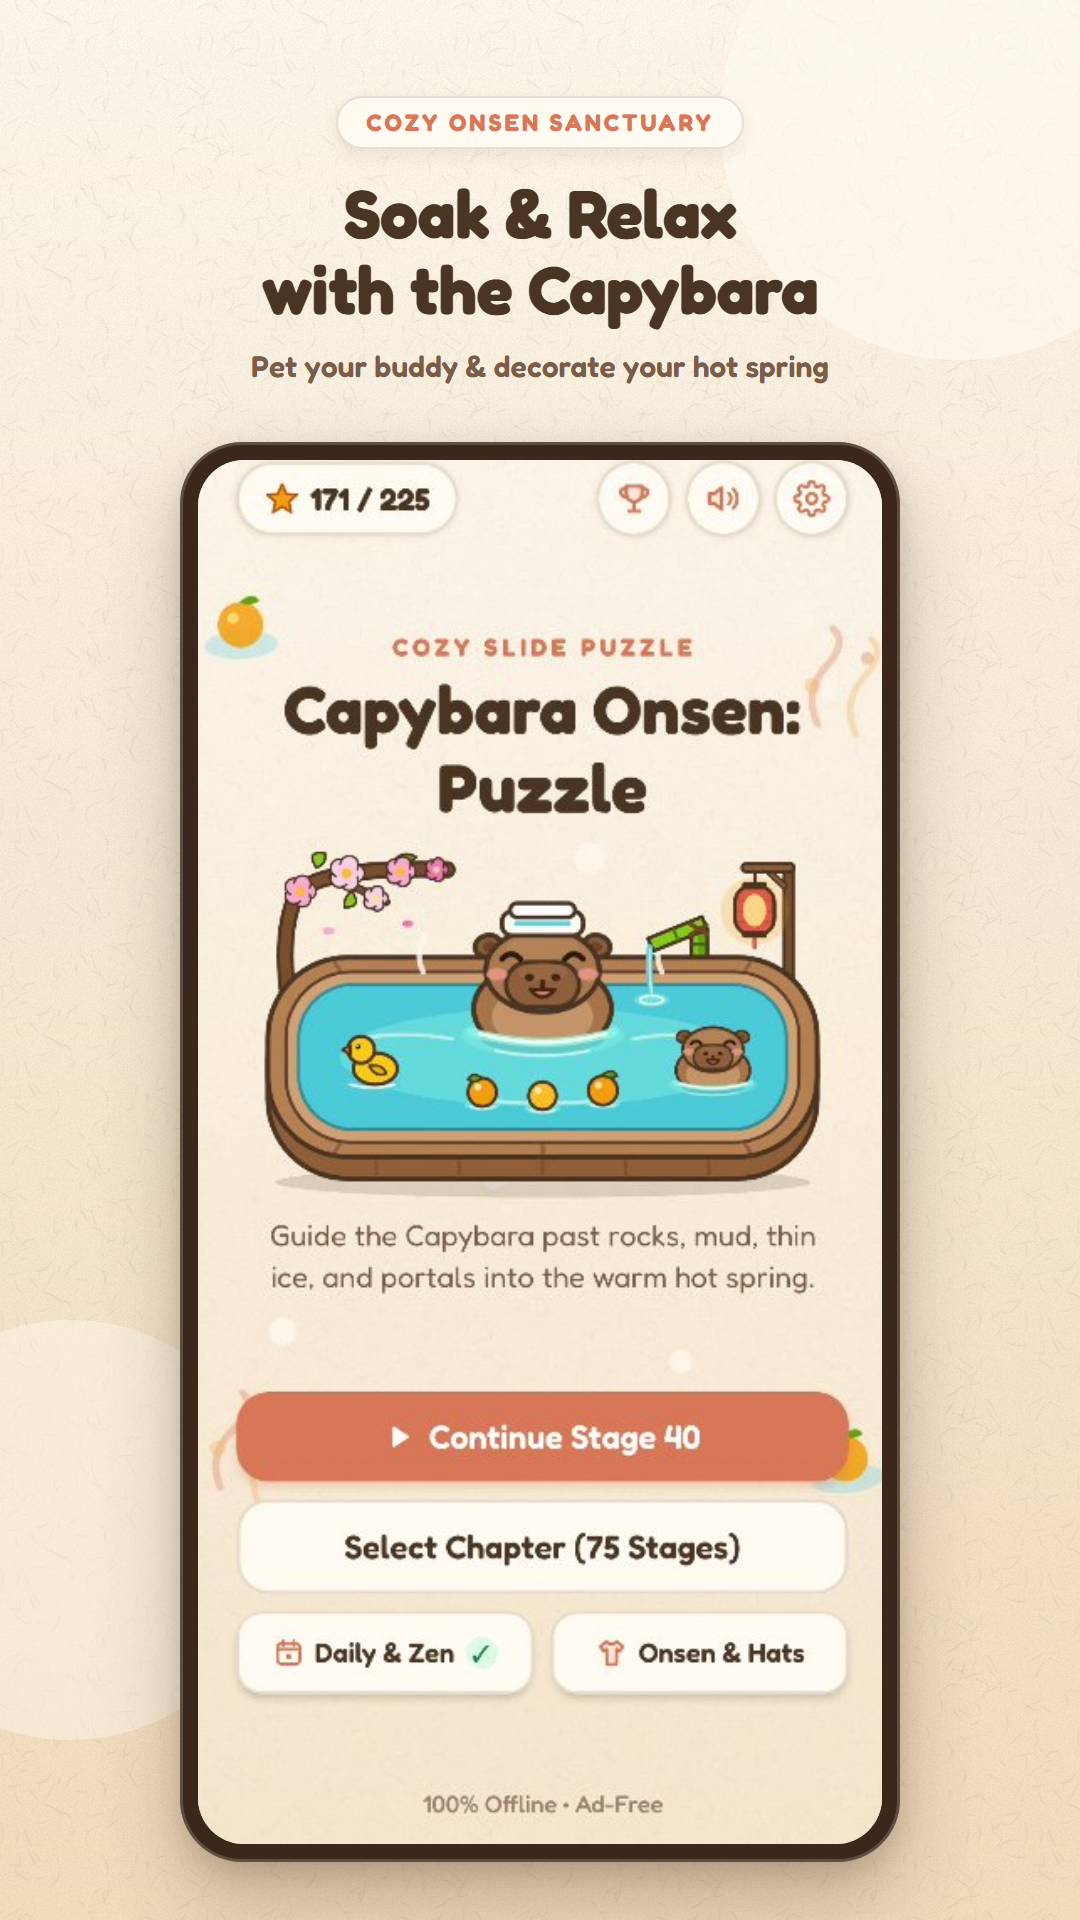 COZY ONSEN SANCTUARY
Soak & Relax
with the Capybara
Pet your buddy & decorate your hot spring
171 / 225
COZY SLIDE PUZZLE
Capybara Onsen:
Puzzle
Guide the Capybara past rocks, mud, thin
ice, and portals into the warm hot spring.
Continue Stage 40
Select Chapter (75 Stages)
Daily & Zen ✓
Onsen & Hats
100% Offline • Ad-Free